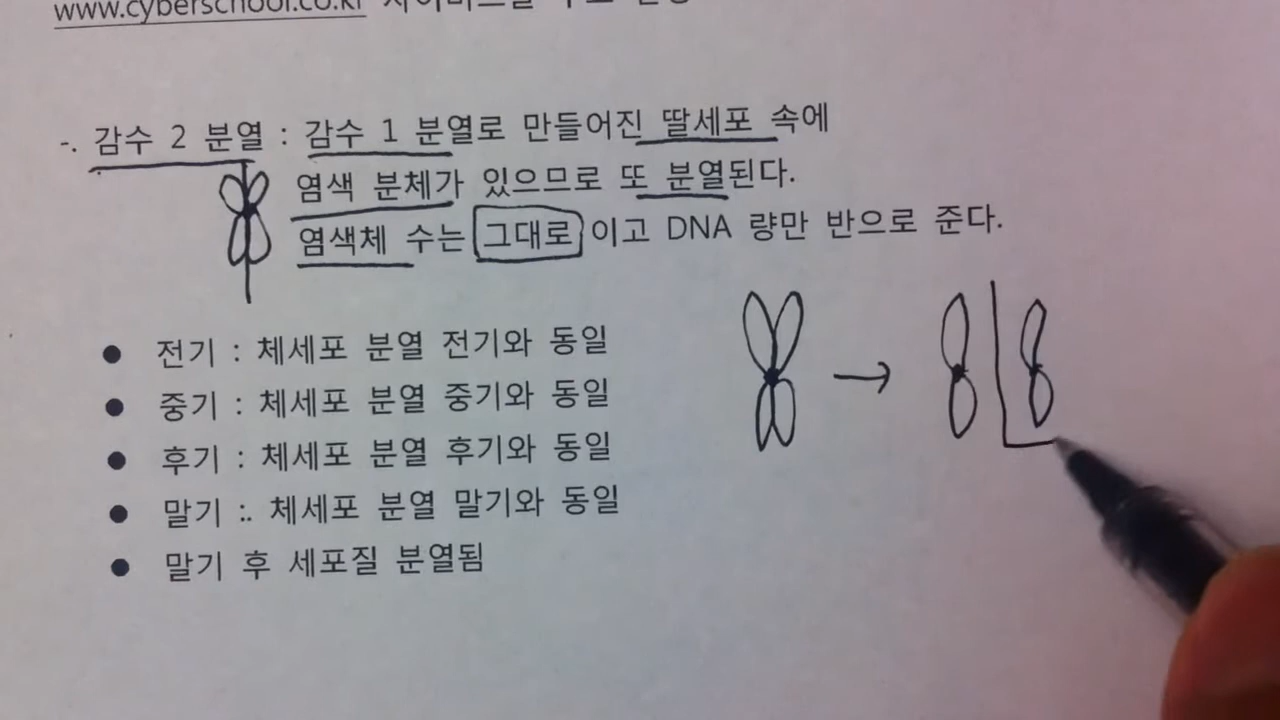 www.cyberschool.co.kr
-. 감수 2 분열 : 감수 1 분열로 만들어진 딸세포 속에
염색 분체가 있으므로 또 분열된다.
염색체 수는 그대로 이고 DNA 량만 반으로 준다.
● 전기 : 체세포 분열 전기와 동일
● 중기 : 체세포 분열 중기와 동일
● 후기 : 체세포 분열 후기와 동일
● 말기 :. 체세포 분열 말기와 동일
● 말기 후 세포질 분열됨